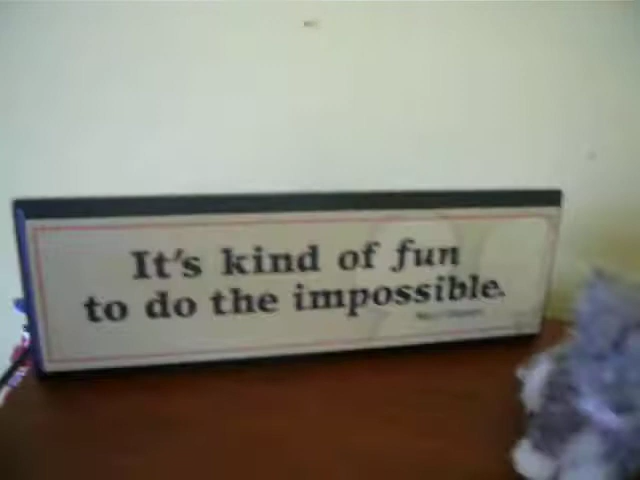 It's kind of fun
to do the impossible.